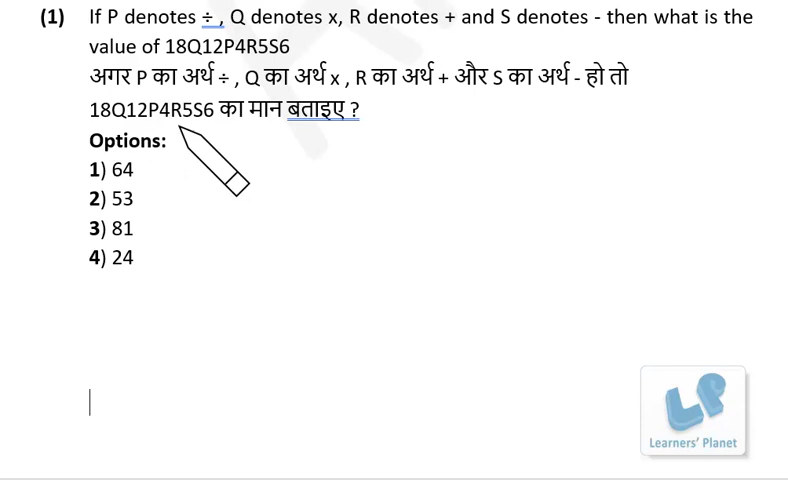 (1) If P denotes ÷ , Q denotes x, R denotes + and S denotes - then what is the
value of 18Q12P4R5S6
अगर P का अर्थ ÷ , Q का अर्थ x , R का अर्थ + और S का अर्थ - हो तो
18Q12P4R5S6 का मान बताइए ?
Options:
1) 64
2) 53
3) 81
4) 24
LP
Learners' Planet